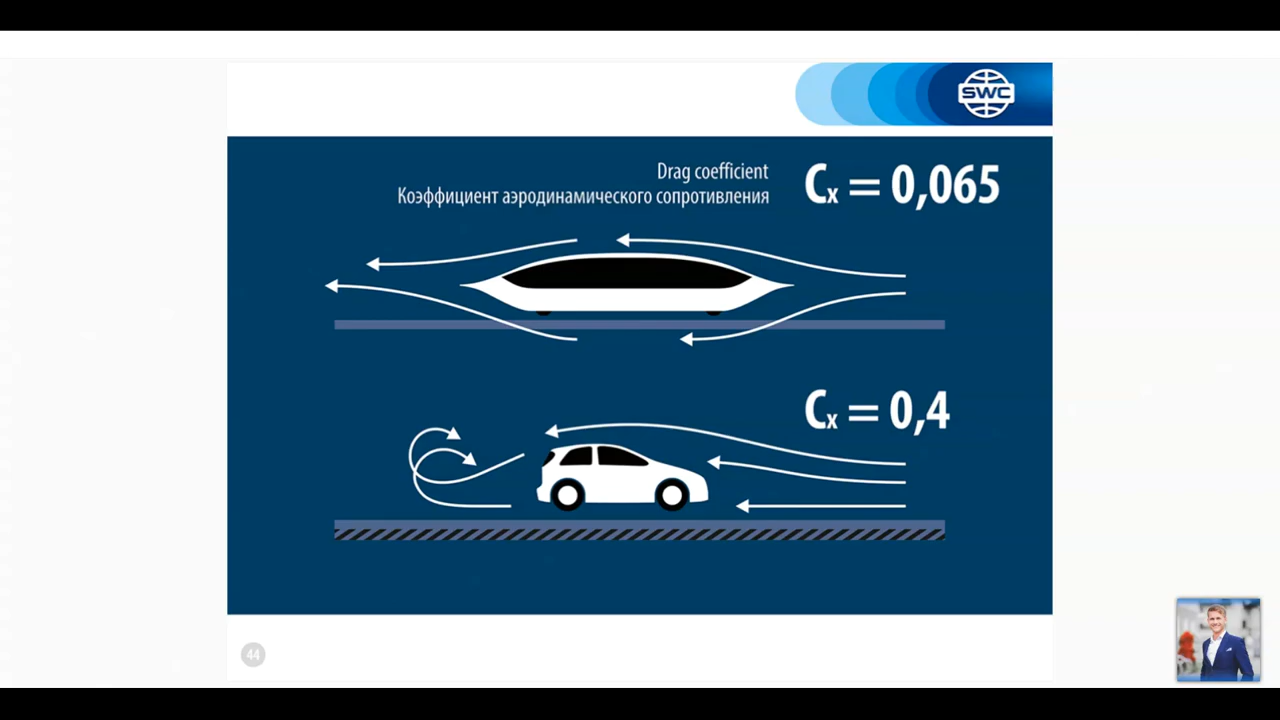 SWC
Drag coefficient
Коэффициент аэродинамического сопротивления
Cx = 0,065
Cx = 0,4
44